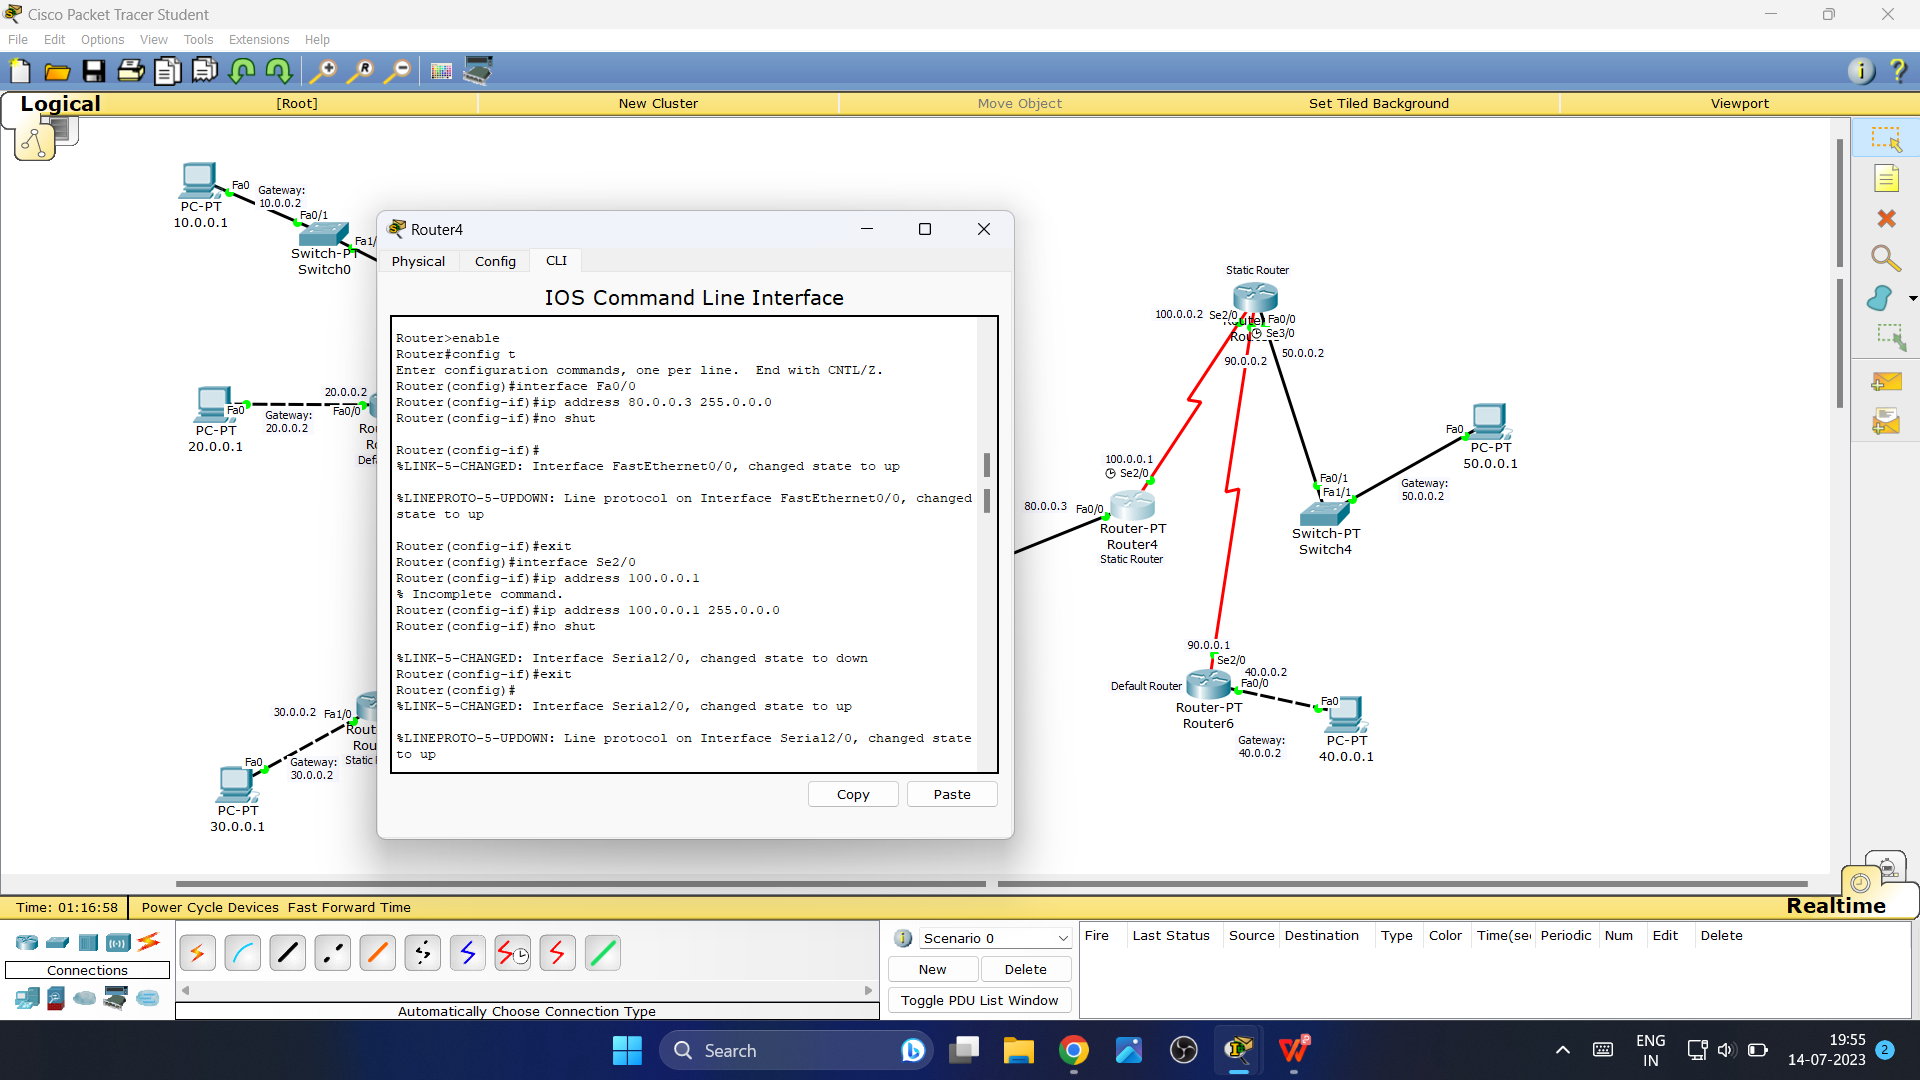 Cisco Packet Tracer Student
File Edit Options View Tools Extensions Help
Logical [Root] New Cluster Move Object Set Tiled Background Viewport
Fa0
Gateway:
10.0.0.2
PC-PT
10.0.0.1
Fa0/1
Fa1/
Switch-PT
Switch0
20.0.0.2
Fa0
Fa0/0
Gateway:
20.0.0.2
PC-PT
20.0.0.1
Rou
Ro
Defa
30.0.0.2 Fa1/0
Rout
Rou
Static
Fa0
Gateway:
30.0.0.2
PC-PT
30.0.0.1
Router4
Physical Config CLI
IOS Command Line Interface
Router>enable
Router#config t
Enter configuration commands, one per line.  End with CNTL/Z.
Router(config)#interface Fa0/0
Router(config-if)#ip address 80.0.0.3 255.0.0.0
Router(config-if)#no shut
Router(config-if)#
%LINK-5-CHANGED: Interface FastEthernet0/0, changed state to up
%LINEPROTO-5-UPDOWN: Line protocol on Interface FastEthernet0/0, changed
state to up
Router(config-if)#exit
Router(config)#interface Se2/0
Router(config-if)#ip address 100.0.0.1
% Incomplete command.
Router(config-if)#ip address 100.0.0.1 255.0.0.0
Router(config-if)#no shut
%LINK-5-CHANGED: Interface Serial2/0, changed state to down
Router(config-if)#exit
Router(config)#
%LINK-5-CHANGED: Interface Serial2/0, changed state to up
%LINEPROTO-5-UPDOWN: Line protocol on Interface Serial2/0, changed state
to up
Copy Paste
Static Router
100.0.0.2 Se2/0
Fa0/0
Se3/0
50.0.0.2
90.0.0.2
100.0.0.1
Se2/0
80.0.0.3 Fa0/0
Router-PT
Router4
Static Router
Fa0/1
Fa1/1
Switch-PT
Switch4
Fa0
PC-PT
50.0.0.1
Gateway:
50.0.0.2
90.0.0.1
Se2/0
40.0.0.2
Fa0/0
Default Router
Router-PT
Router6
Fa0
Gateway:
40.0.0.2
PC-PT
40.0.0.1
Time: 01:16:58 Power Cycle Devices Fast Forward Time
Realtime
Connections
Automatically Choose Connection Type
Scenario 0
New Delete
Toggle PDU List Window
Fire Last Status Source Destination Type Color Time(sec Periodic Num Edit Delete
Search
ENG
IN
19:55
14-07-2023
2